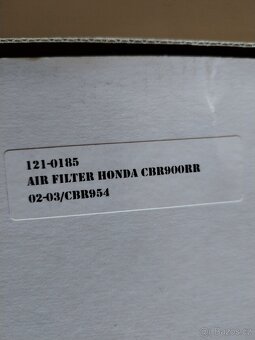 121-0185
AIR FILTER HONDA CBR900RR
02-03/CBR954